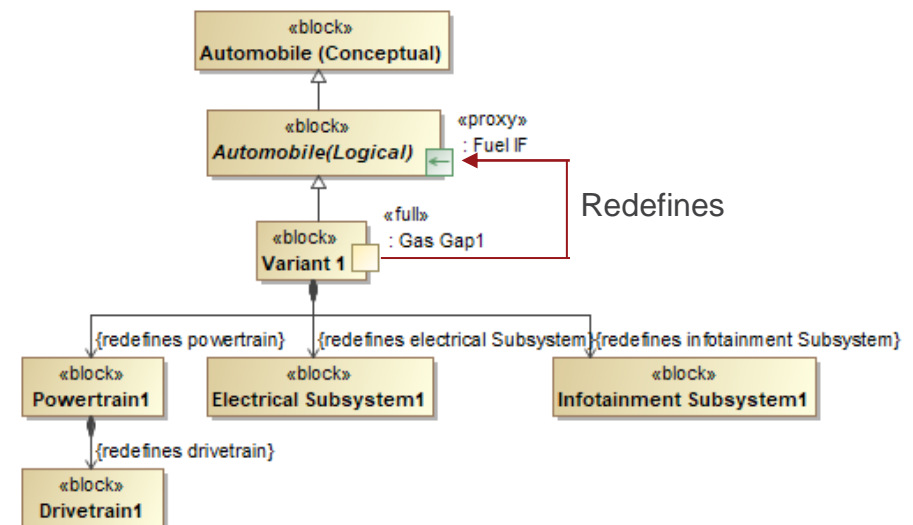 «block»
Automobile (Conceptual)
«block»
Automobile(Logical)
«proxy»
: Fuel IF
Redefines
«full»
: Gas Gap1
«block»
Variant 1
{redefines powertrain}
{redefines electrical Subsystem}
{redefines infotainment Subsystem}
«block»
Powertrain1
«block»
Electrical Subsystem1
«block»
Infotainment Subsystem1
{redefines drivetrain}
«block»
Drivetrain1